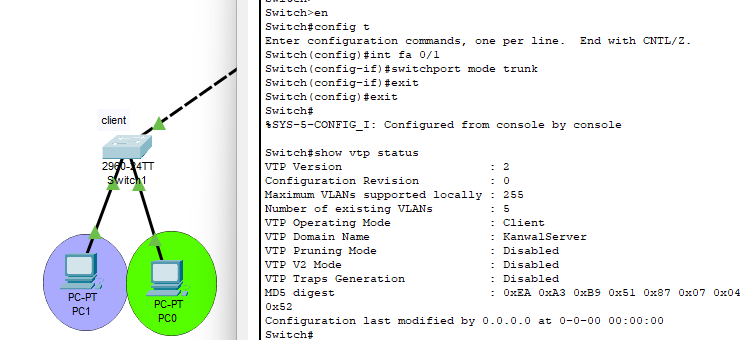 Switch>
Switch>en
Switch#config t
Enter configuration commands, one per line.  End with CNTL/Z.
Switch(config)#int fa 0/1
Switch(config-if)#switchport mode trunk
Switch(config-if)#exit
Switch(config)#exit
Switch#
%SYS-5-CONFIG_I: Configured from console by console
Switch#show vtp status
VTP Version                     : 2
Configuration Revision          : 0
Maximum VLANs supported locally : 255
Number of existing VLANs        : 5
VTP Operating Mode              : Client
VTP Domain Name                 : KanwalServer
VTP Pruning Mode                : Disabled
VTP V2 Mode                     : Disabled
VTP Traps Generation            : Disabled
MD5 digest                      : 0xEA 0xA3 0xB9 0x51 0x87 0x07 0x04
0x52
Configuration last modified by 0.0.0.0 at 0-0-00 00:00:00
Switch#
client
2960-24TT
Switch1
PC-PT
PC1
PC-PT
PC0